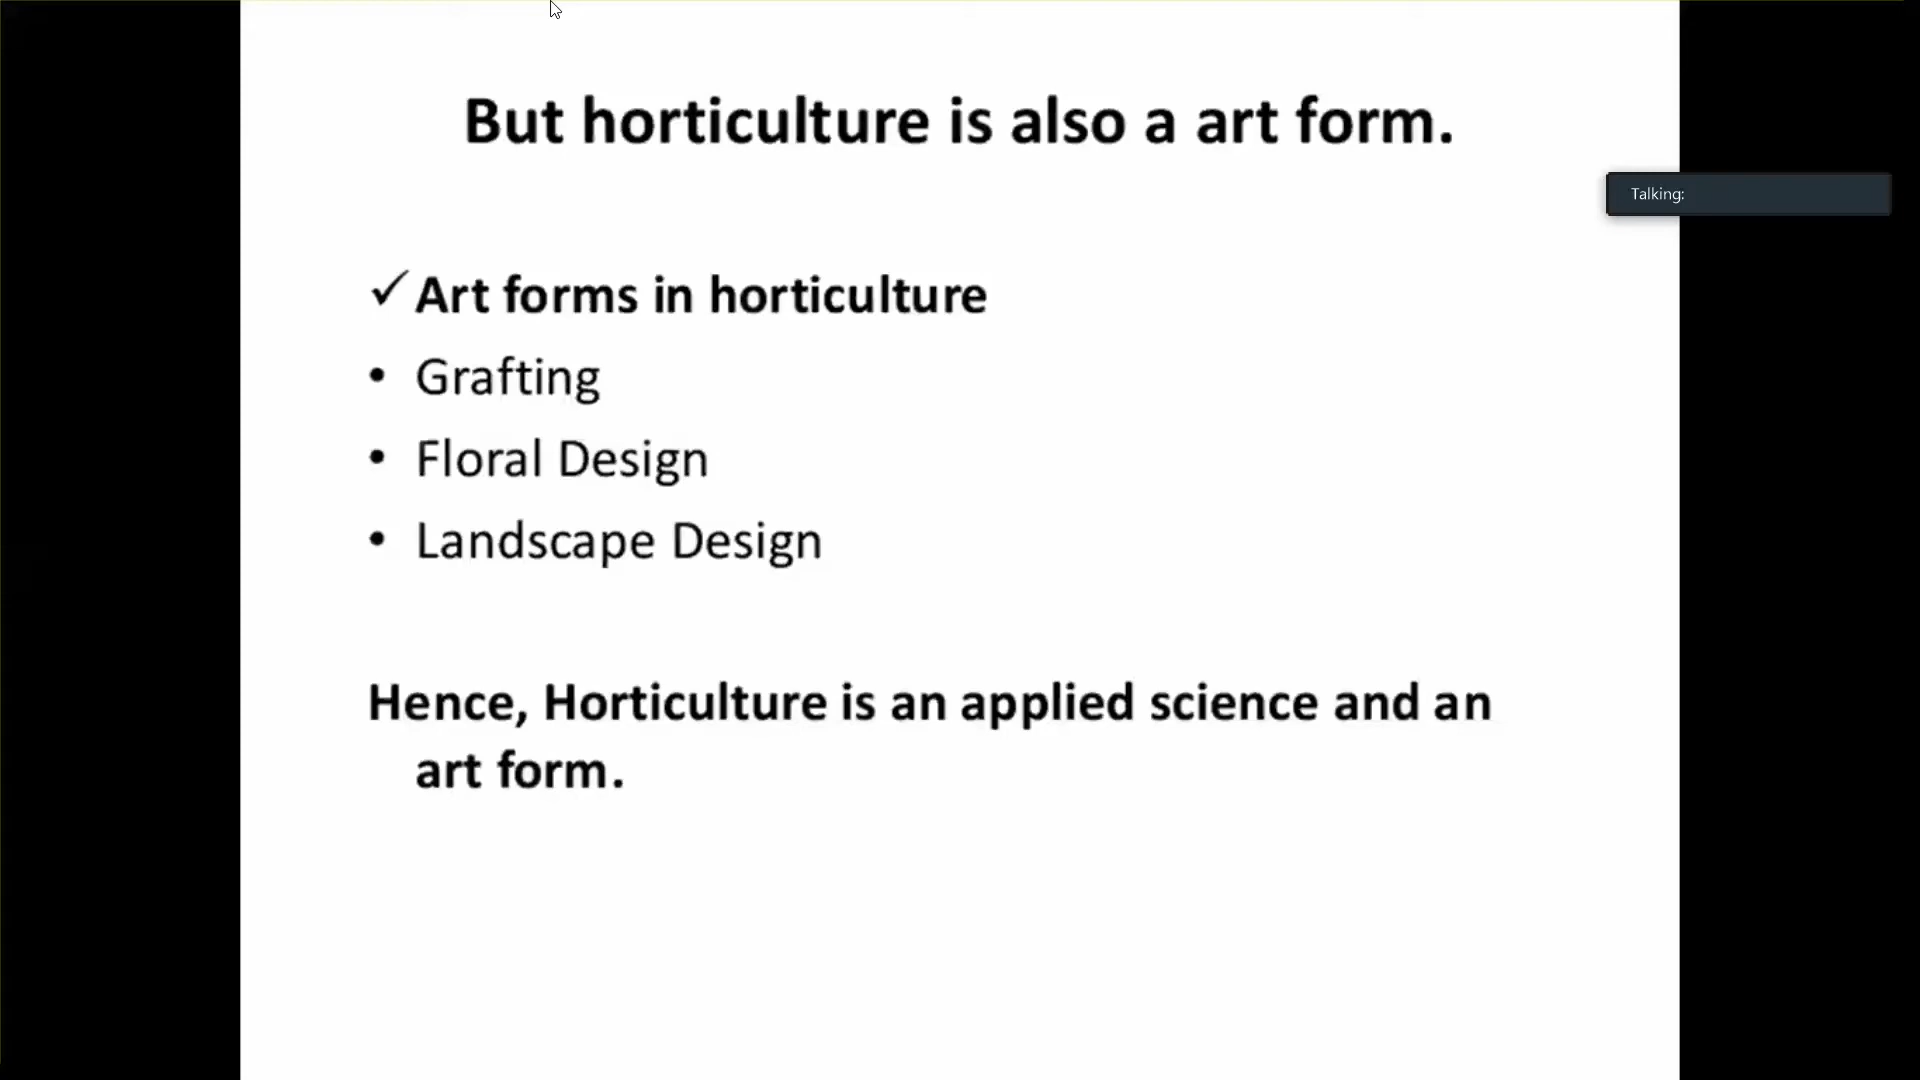 But horticulture is also a art form.
Talking:
✓ Art forms in horticulture
• Grafting
• Floral Design
• Landscape Design
Hence, Horticulture is an applied science and an
art form.